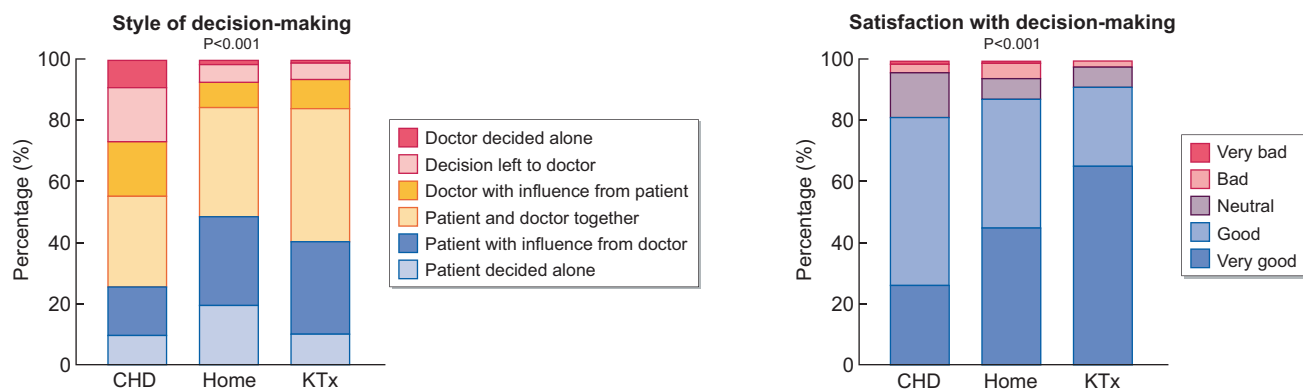 Style of decision-making
P<0.001
Percentage (%)
100
80
60
40
20
0
CHD Home KTx
Doctor decided alone
Decision left to doctor
Doctor with influence from patient
Patient and doctor together
Patient with influence from doctor
Patient decided alone
Satisfaction with decision-making
P<0.001
Percentage (%)
100
80
60
40
20
0
CHD Home KTx
Very bad
Bad
Neutral
Good
Very good